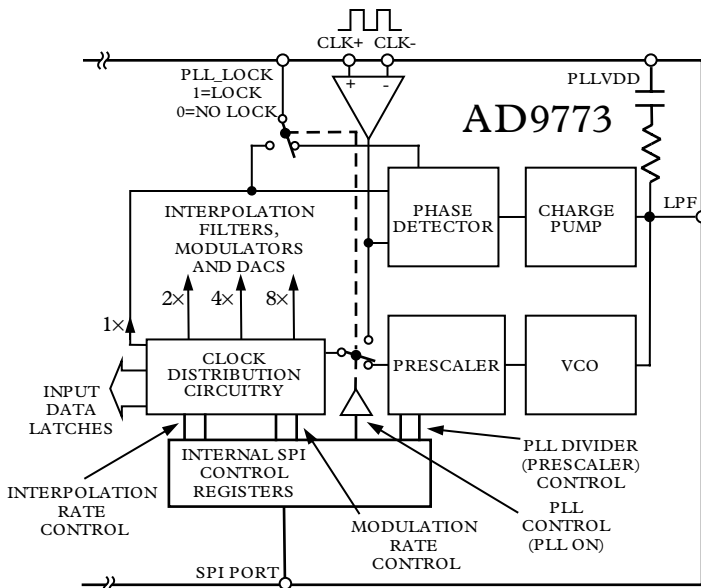 CLK+ CLK-
PLL_LOCK
1=LOCK
0=NO LOCK
+ -
PLLVDD
AD9773
LPF
INTERPOLATION
FILTERS,
MODULATORS
AND DACS
PHASE
DETECTOR
CHARGE
PUMP
2× 4× 8×
1×
CLOCK
DISTRIBUTION
CIRCUITRY
PRESCALER
VCO
INPUT
DATA
LATCHES
INTERNAL SPI
CONTROL
REGISTERS
PLL DIVIDER
(PRESCALER)
CONTROL
INTERPOLATION
RATE
CONTROL
MODULATION
RATE
CONTROL
PLL
CONTROL
(PLL ON)
SPI PORT